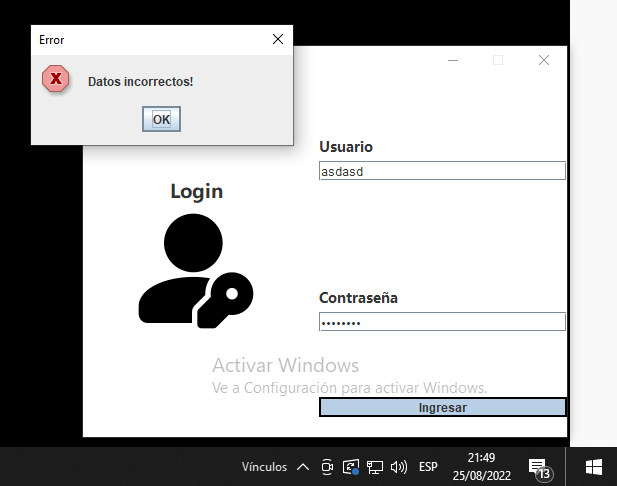 Error
Datos incorrectos!
OK
Usuario
asdasd
Login
Contraseña
••••••••
Activar Windows
Ve a Configuración para activar Windows.
Ingresar
Vínculos
ESP
21:49
25/08/2022
13